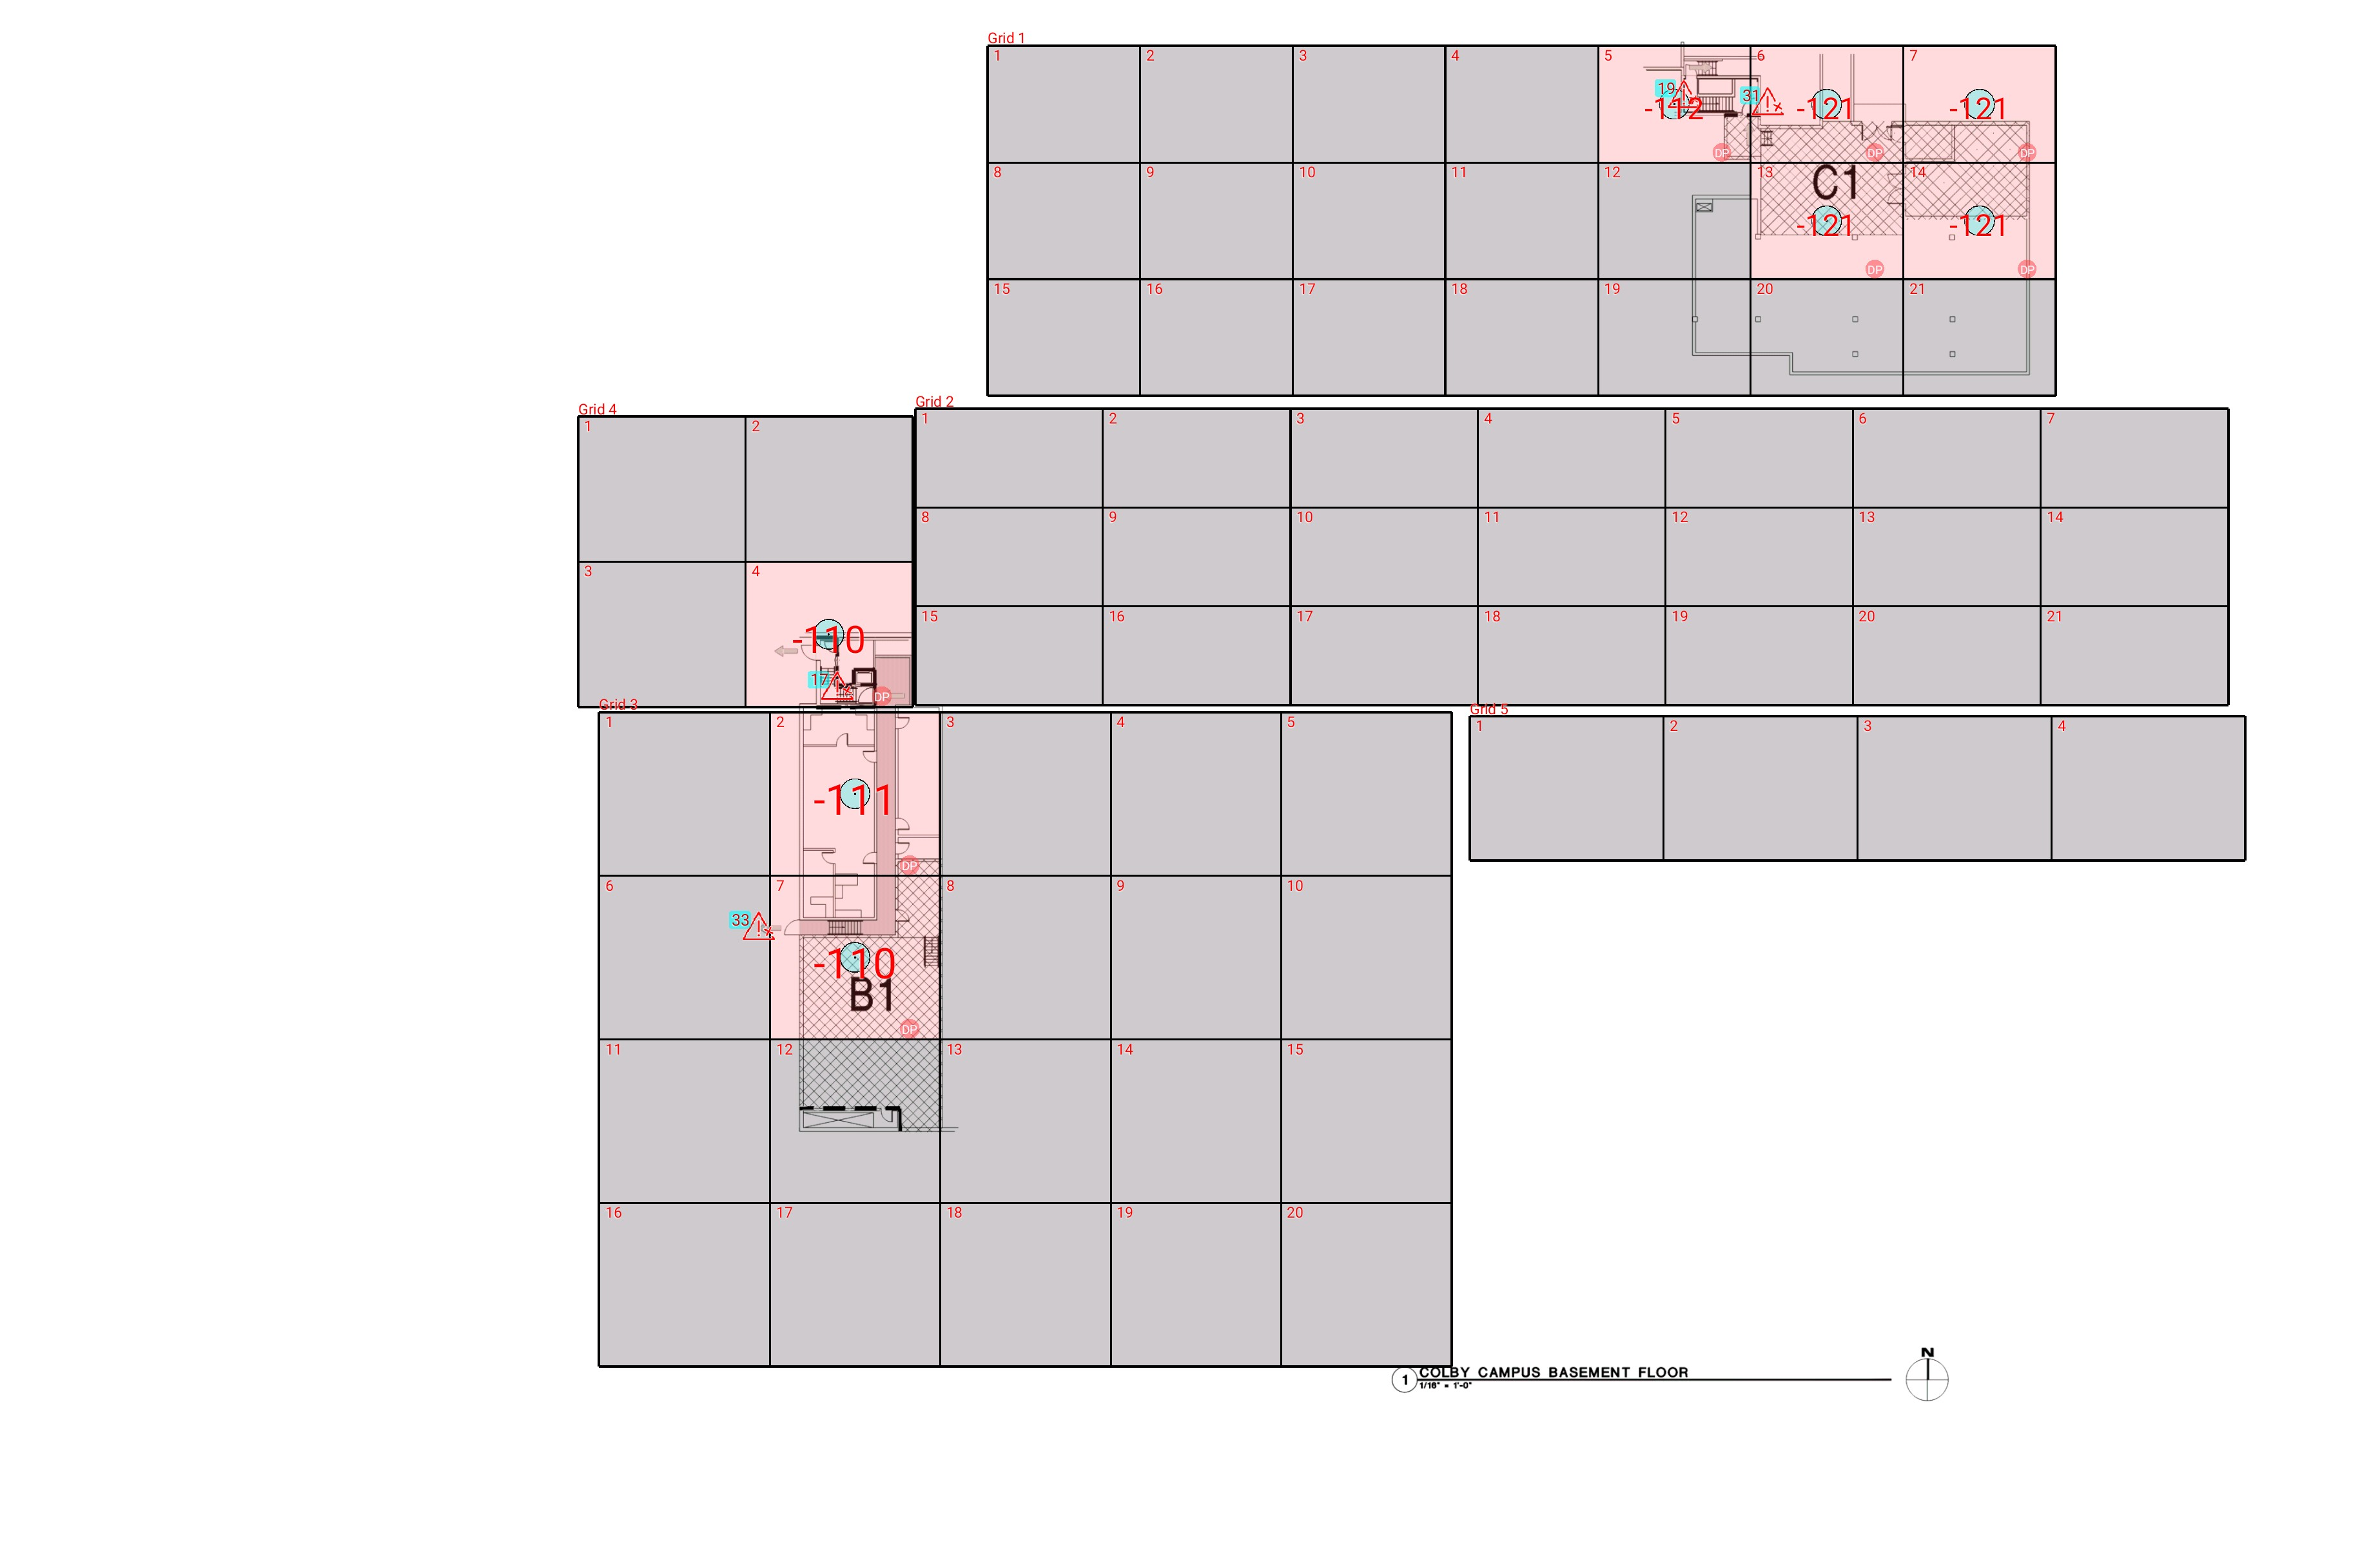 Grid 1
1 2 3 4 5 6 7
19 31
-112 -121 -121
DP DP DP
8 9 10 11 12 13 14
C1
-121 -121
DP DP
15 16 17 18 19 20 21
Grid 4
1 2
3 4
-110
17
DP
Grid 2
1 2 3 4 5 6 7
8 9 10 11 12 13 14
15 16 17 18 19 20 21
Grid 3
1 2 3 4 5
-111
DP
6 7 8 9 10
33
-110
B1
DP
11 12 13 14 15
16 17 18 19 20
Grid 5
1 2 3 4
1 COLBY CAMPUS BASEMENT FLOOR
1/16" = 1'-0"
N